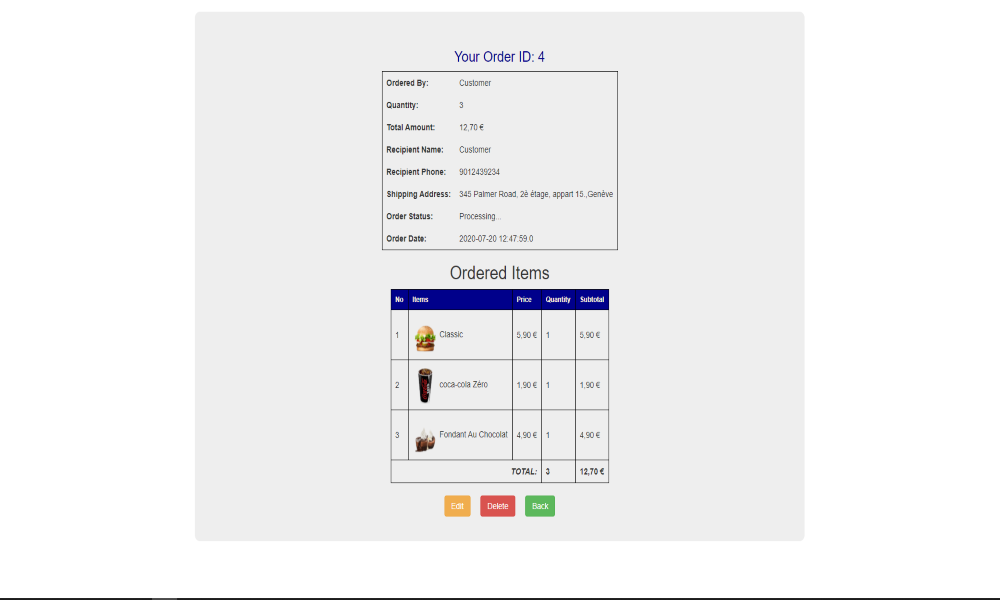 Your Order ID: 4
Ordered By: Customer
Quantity: 3
Total Amount: 12,70 €
Recipient Name: Customer
Recipient Phone: 9012439234
Shipping Address: 345 Palmer Road, 2è étage, appart 15.,Genève
Order Status: Processing...
Order Date: 2020-07-20 12:47:59.0
Ordered Items
No Items Price Quantity Subtotal
1 Classic 5,90 € 1 5,90 €
2 coca-cola Zéro 1,90 € 1 1,90 €
3 Fondant Au Chocolat 4,90 € 1 4,90 €
TOTAL: 3 12,70 €
Edit Delete Back